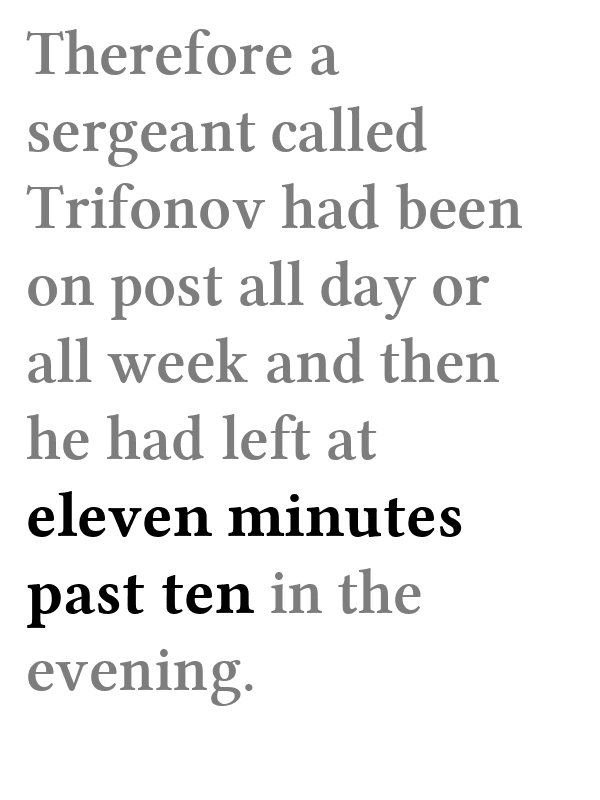 Therefore a
sergeant called
Trifonov had been
on post all day or
all week and then
he had left at
eleven minutes
past ten in the
evening.